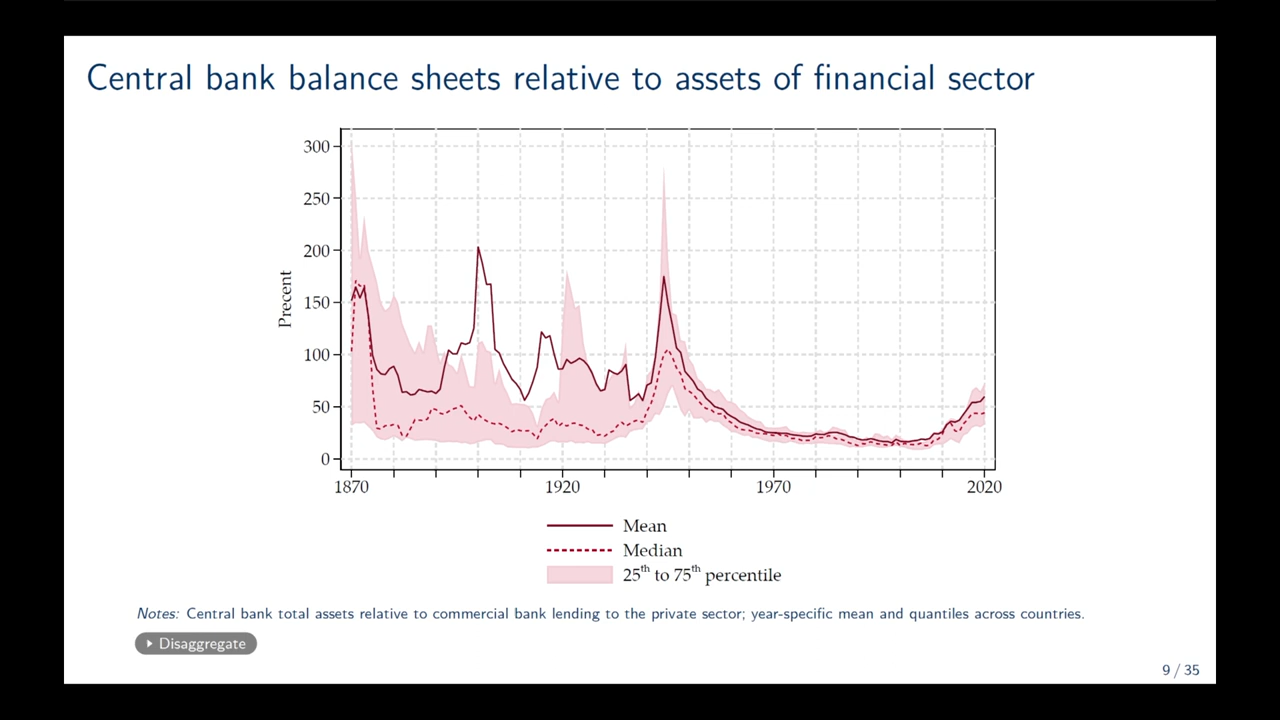 Central bank balance sheets relative to assets of financial sector
300
250
200
150
100
50
0
Precent
1870
1920
1970
2020
Mean
Median
25th to 75th percentile
Notes: Central bank total assets relative to commercial bank lending to the private sector; year-specific mean and quantiles across countries.
Disaggregate
9 / 35